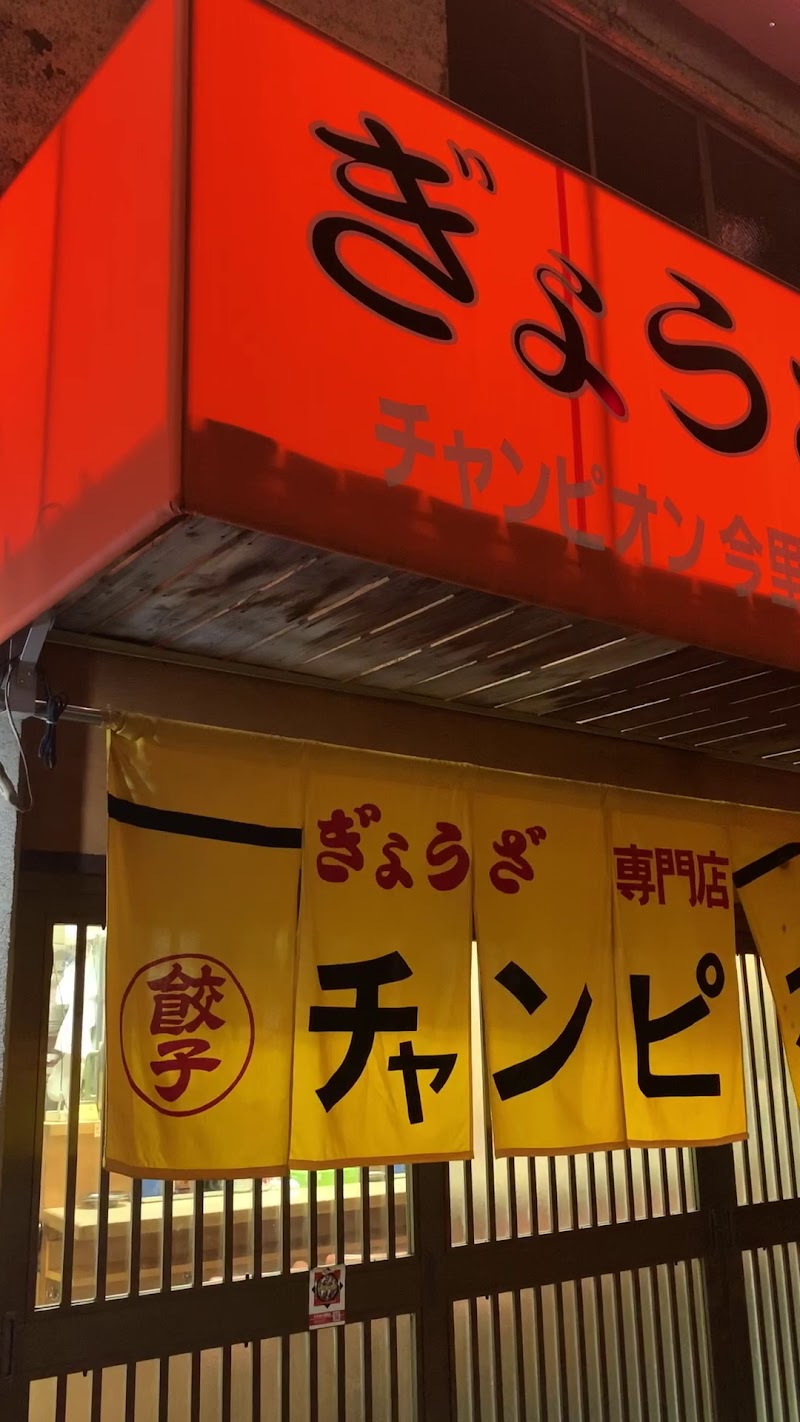 ぎょう
チャンピオン 今里
ぎょうざ 専門店
餃子
チャンピ